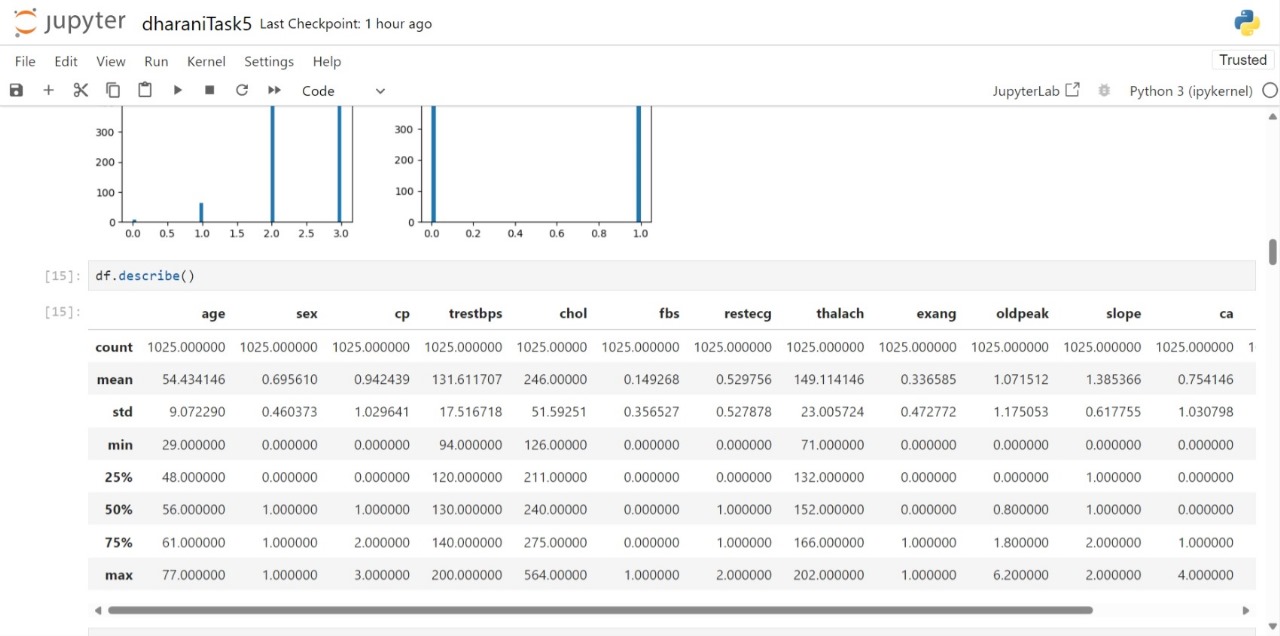 jupyter dharaniTask5 Last Checkpoint: 1 hour ago
File Edit View Run Kernel Settings Help Trusted
Code JupyterLab Python 3 (ipykernel)
300 300
200 200
100 100
0 0
0.0 0.5 1.0 1.5 2.0 2.5 3.0 0.0 0.2 0.4 0.6 0.8 1.0
[15]: df.describe()
[15]: age sex cp trestbps chol fbs restecg thalach exang oldpeak slope ca
count 1025.000000 1025.000000 1025.000000 1025.000000 1025.00000 1025.000000 1025.000000 1025.000000 1025.000000 1025.000000 1025.000000 1025.000000 1
mean 54.434146 0.695610 0.942439 131.611707 246.00000 0.149268 0.529756 149.114146 0.336585 1.071512 1.385366 0.754146
std 9.072290 0.460373 1.029641 17.516718 51.59251 0.356527 0.527878 23.005724 0.472772 1.175053 0.617755 1.030798
min 29.000000 0.000000 0.000000 94.000000 126.00000 0.000000 0.000000 71.000000 0.000000 0.000000 0.000000 0.000000
25% 48.000000 0.000000 0.000000 120.000000 211.00000 0.000000 0.000000 132.000000 0.000000 0.000000 1.000000 0.000000
50% 56.000000 1.000000 1.000000 130.000000 240.00000 0.000000 1.000000 152.000000 0.000000 0.800000 1.000000 0.000000
75% 61.000000 1.000000 2.000000 140.000000 275.00000 0.000000 1.000000 166.000000 1.000000 1.800000 2.000000 1.000000
max 77.000000 1.000000 3.000000 200.000000 564.00000 1.000000 2.000000 202.000000 1.000000 6.200000 2.000000 4.000000